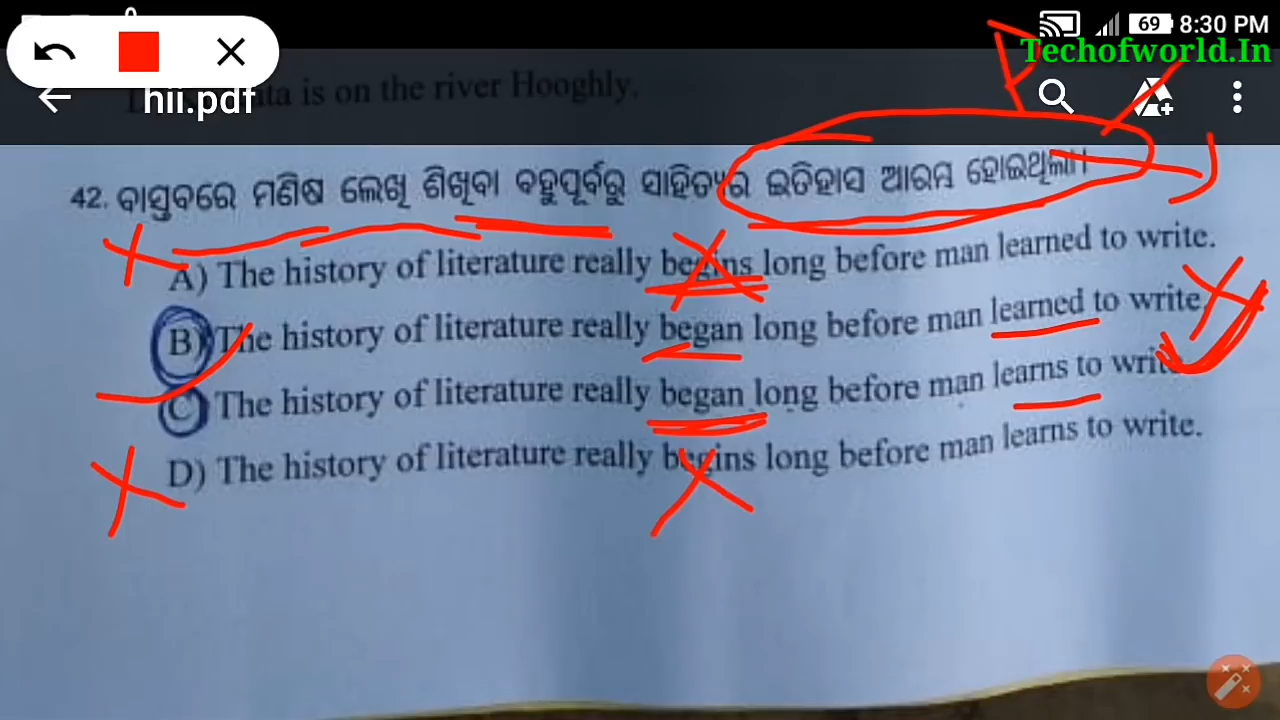 69 8:30 PM
Techofworld.In
hii.pdf
is on the river Hooghly.
42. ବାସ୍ତବରେ ମଣିଷ ଲେଖି ଶିଖିବା ବହୁପୂର୍ବରୁ ସାହିତ୍ୟର ଇତିହାସ ଆରମ୍ଭ ହୋଇଥିଲା।
A) The history of literature really begins long before man learned to write.
B) The history of literature really began long before man learned to write
C) The history of literature really began long before man learns to write
D) The history of literature really begins long before man learns to write.